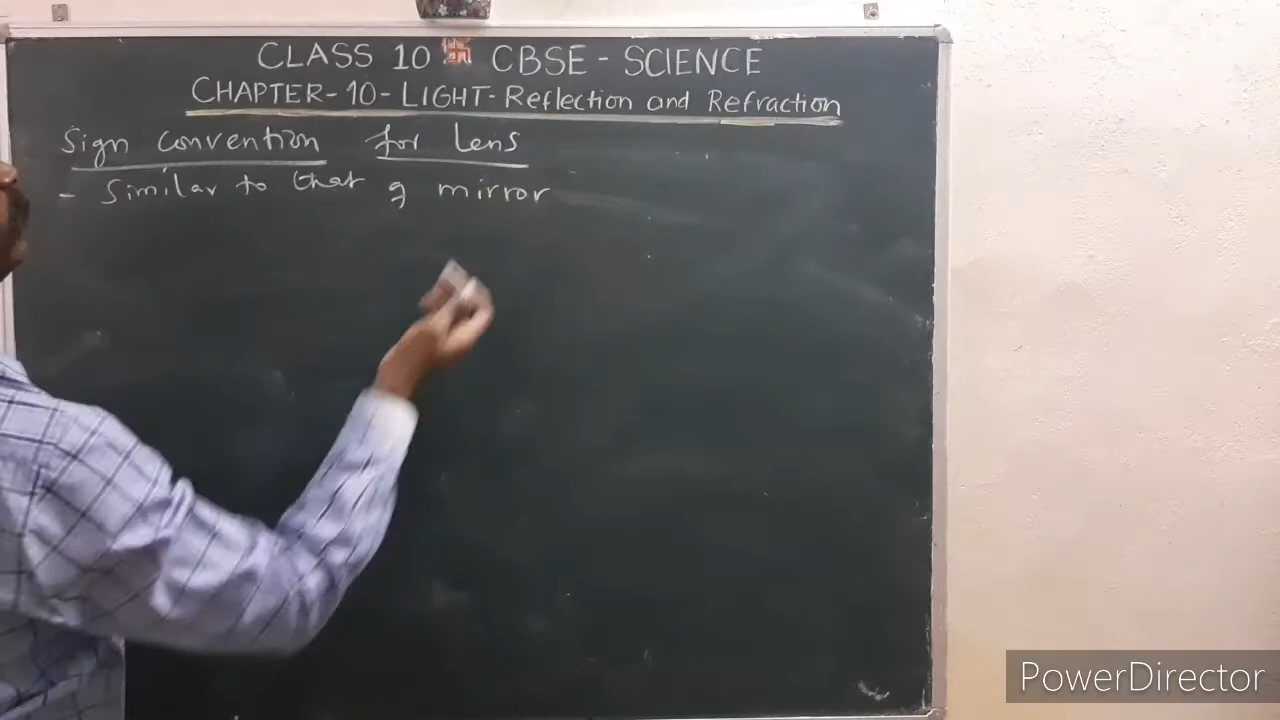 CLASS 10 CBSE - SCIENCE
CHAPTER-10-LIGHT-Reflection and Refraction
Sign convention for Lens
- Similar to that of mirror
PowerDirector